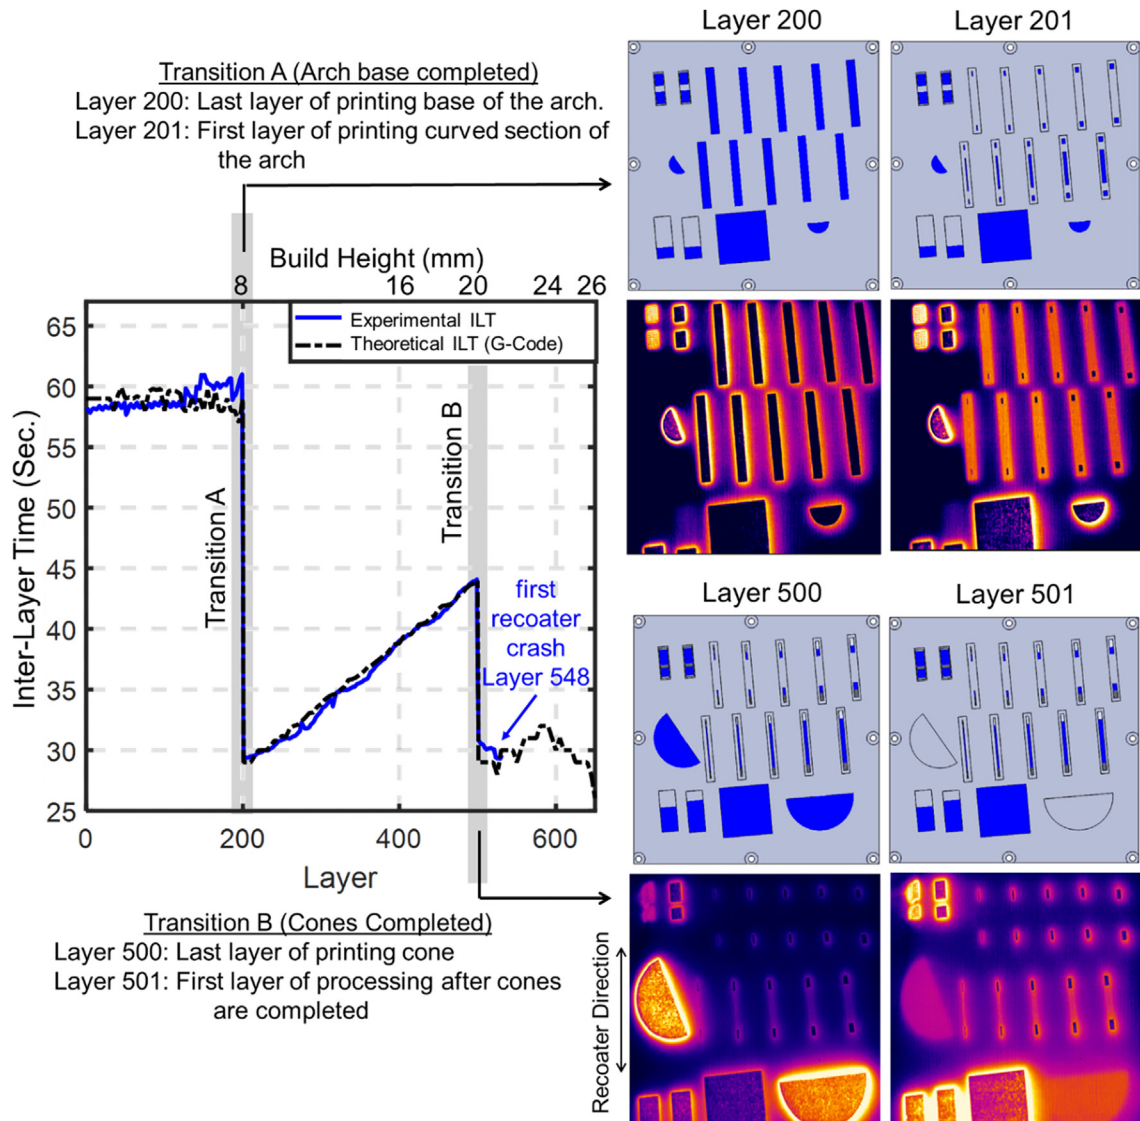 Layer 200
Layer 201
Transition A (Arch base completed)
Layer 200: Last layer of printing base of the arch.
Layer 201: First layer of printing curved section of
the arch
Build Height (mm)
8
16
20
24
26
Experimental ILT
Theoretical ILT (G-Code)
65
60
55
50
45
40
35
30
25
Inter-Layer Time (Sec.)
Transition A
Transition B
first
recoater
crash
Layer 548
0
200
400
600
Layer
Layer 500
Layer 501
Transition B (Cones Completed)
Layer 500: Last layer of printing cone
Layer 501: First layer of processing after cones
are completed
Recoater Direction